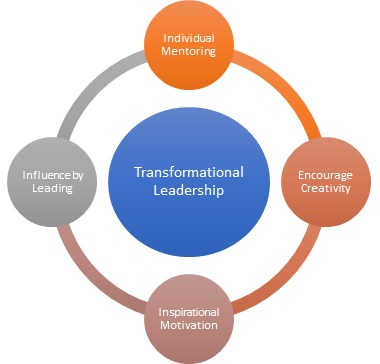 Individual
Mentoring
Transformational
Leadership
Encourage
Creativity
Inspirational
Motivation
Influence by
Leading